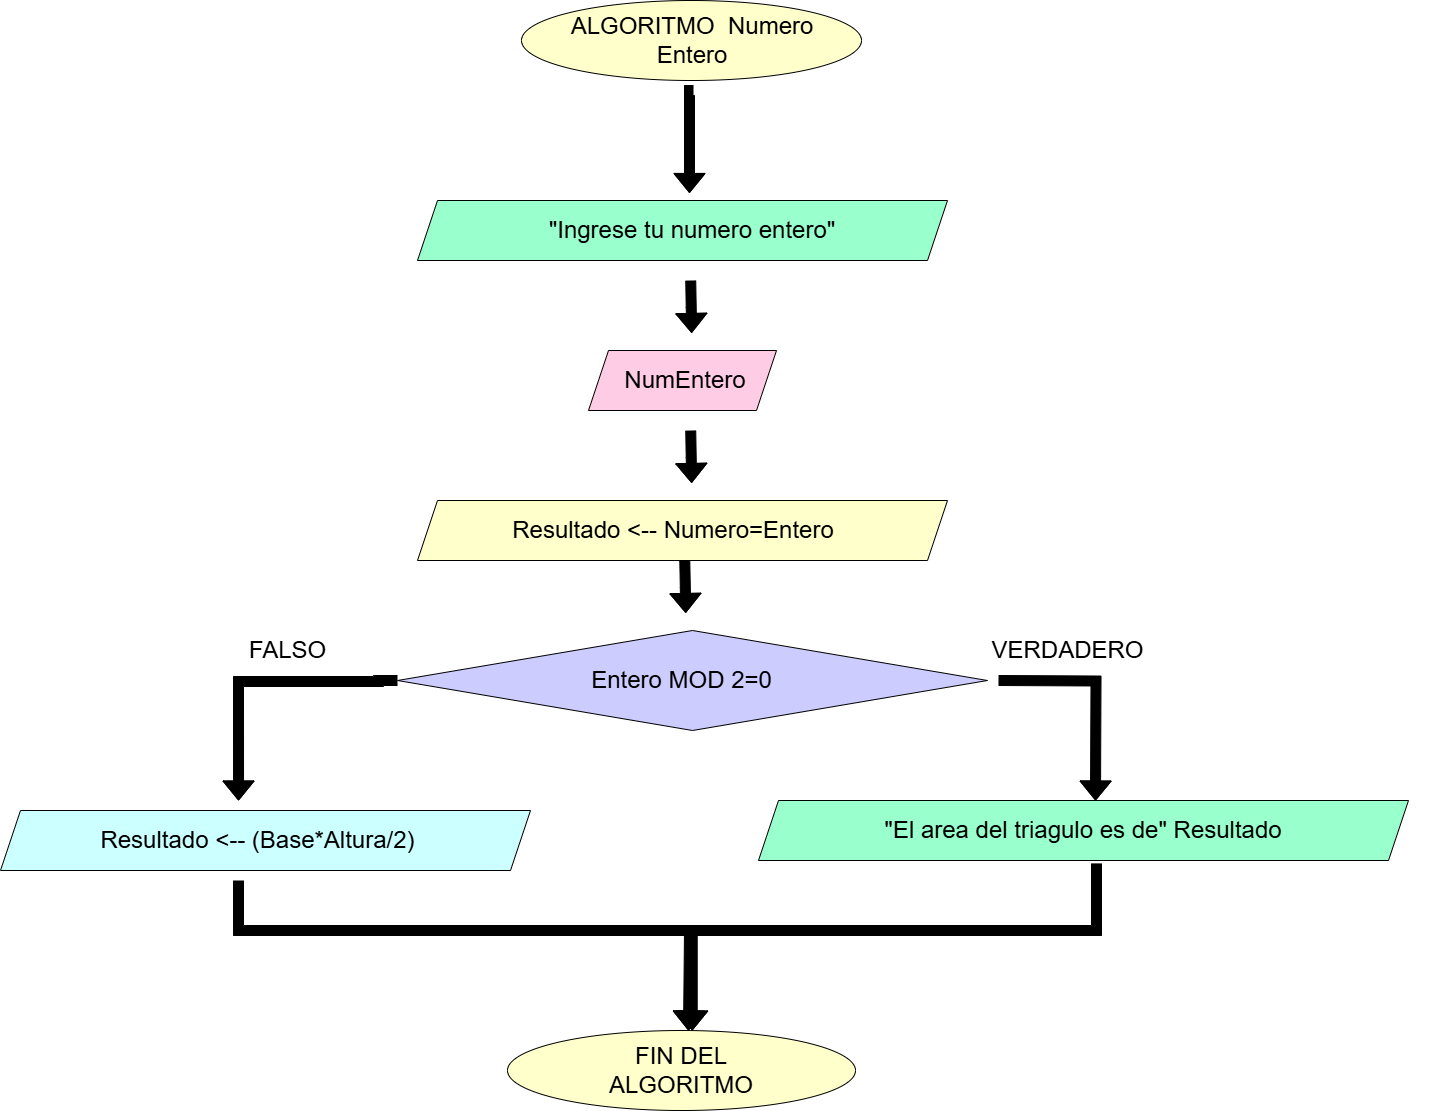 ALGORITMO  Numero
Entero
"Ingrese tu numero entero"
NumEntero
Resultado <-- Numero=Entero
FALSO
VERDADERO
Entero MOD 2=0
Resultado <-- (Base*Altura/2)
"El area del triagulo es de" Resultado
FIN DEL
ALGORITMO